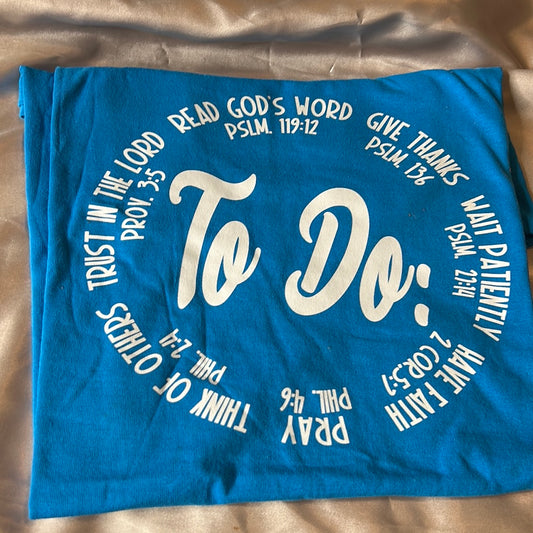 To Do:
READ GOD'S WORD
PSLM. 119:12
GIVE THANKS
PSLM. 136
WAIT PATIENTLY
PSLM. 27:14
HAVE FAITH
2 COR 5:7
PRAY
PHIL. 4:6
THINK OF OTHERS
PHIL. 2:4
TRUST IN THE LORD
PROV. 3:5